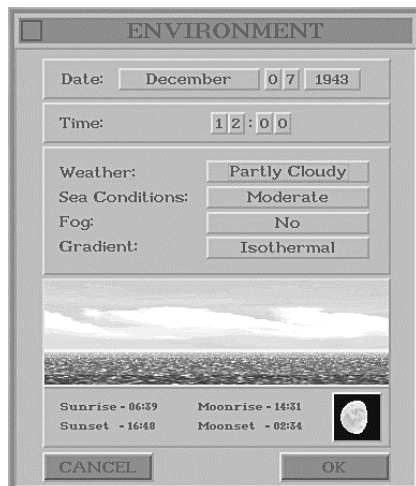 ENVIRONMENT
Date: December 0 7 1943
Time: 1 2 : 0 0
Weather: Partly Cloudy
Sea Conditions: Moderate
Fog: No
Gradient: Isothermal
Sunrise - 06:39 Moonrise - 14:31
Sunset - 16:48 Moonset - 02:34
CANCEL OK